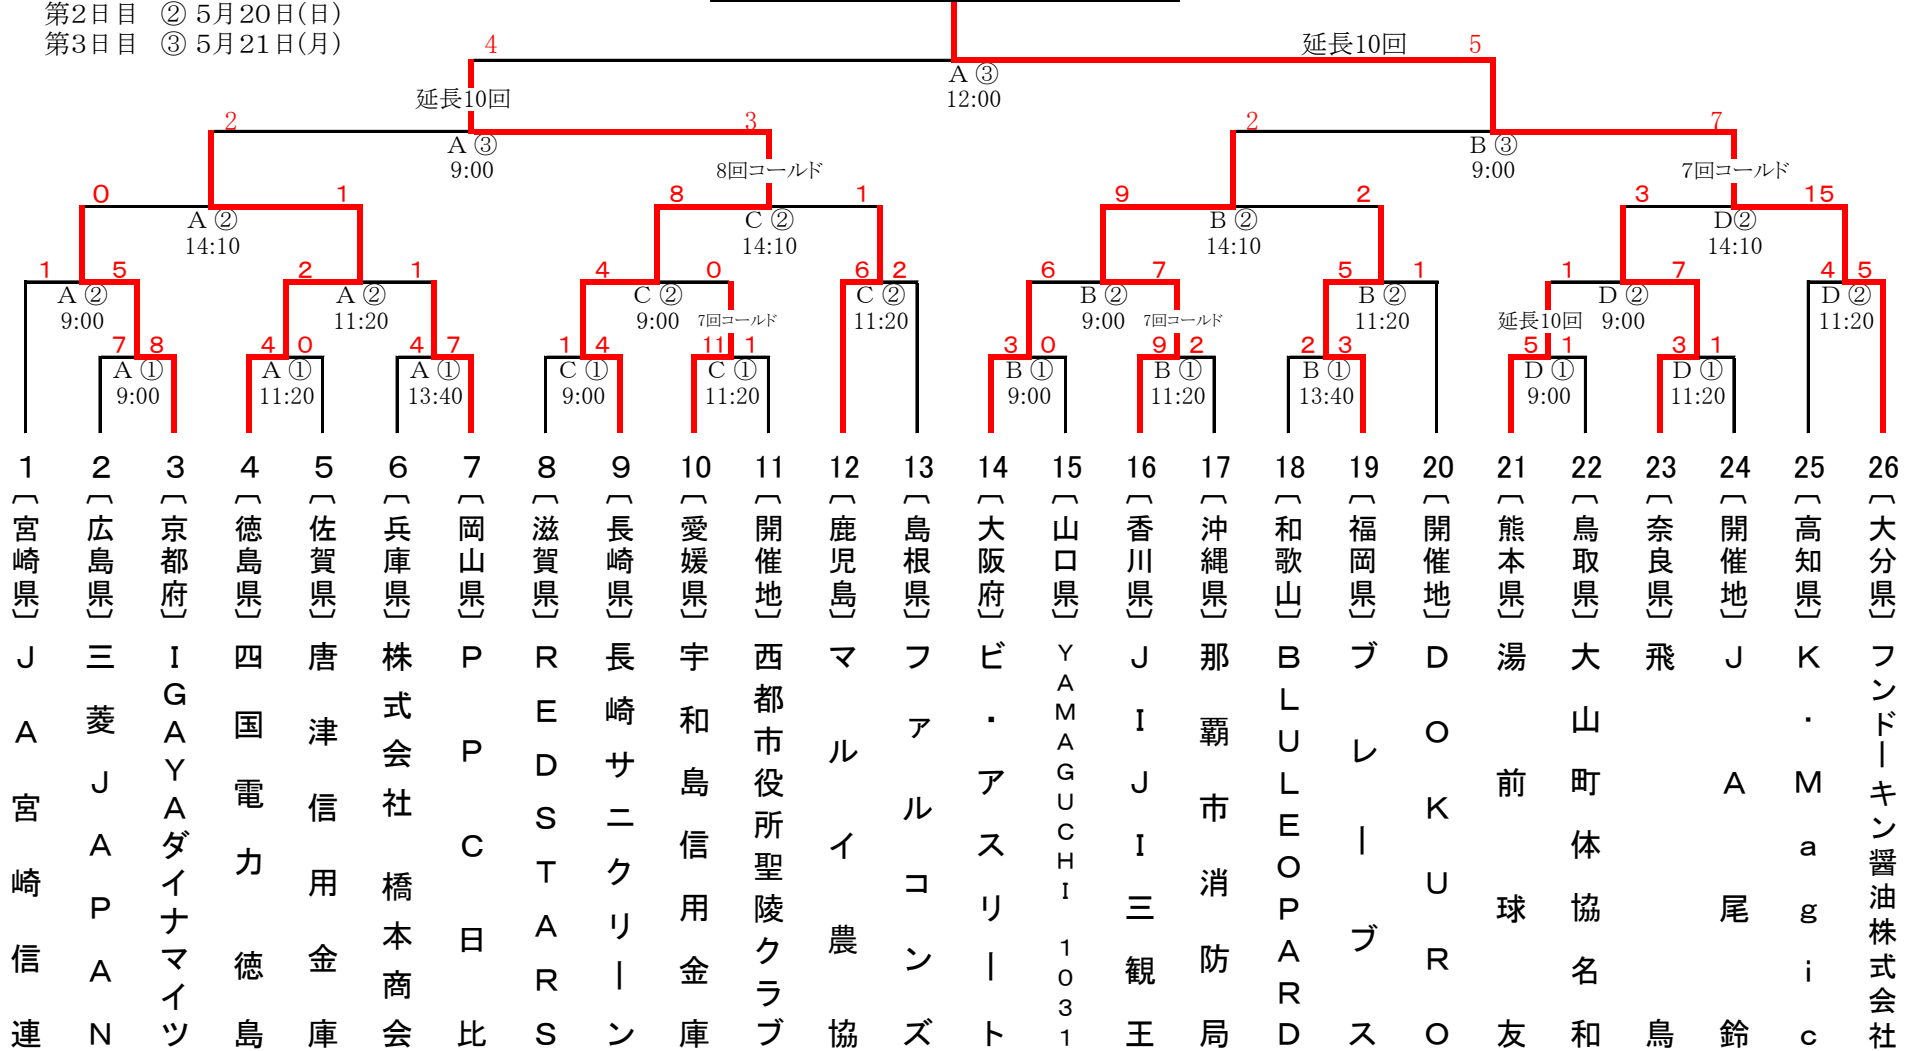 第2日目 ② 5月20日(日)
第3日目 ③ 5月21日(月)
4 延長10回 5
A ③
12:00
延長10回
2 3 2 7
A ③ B ③
9:00 9:00
8回コールド 7回コールド
0 1 8 1 9 2 3 15
A ② C ② B ② D②
14:10 14:10 14:10 14:10
1 5 2 1 4 0 6 2 6 7 5 1 1 7 4 5
A ② A ② C ② C ② B ② B ② D ② D ②
9:00 11:20 9:00 7回コールド 11:20 9:00 7回コールド 11:20 延長10回 9:00 11:20
7 8 4 0 4 7 1 4 11 1 3 0 9 2 2 3 5 1 3 1
A ① A ① A ① C ① C ① B ① B ① B ① D ① D ①
9:00 11:20 13:40 9:00 11:20 9:00 11:20 13:40 9:00 11:20
1 〔宮崎県〕 JA宮崎信連
2 〔広島県〕 三菱JAPAN
3 〔京都府〕 IGAYAダイナマイツ
4 〔徳島県〕 四国電力徳島
5 〔佐賀県〕 唐津信用金庫
6 〔兵庫県〕 株式会社 橋本商会
7 〔岡山県〕 PPC日比
8 〔滋賀県〕 REDSTARS
9 〔長崎県〕 長崎サニクリーン
10 〔愛媛県〕 宇和島信用金庫
11 〔開催地〕 西都市役所聖陵クラブ
12 〔鹿児島〕 マルイ農協
13 〔島根県〕 ファルコンズ
14 〔大阪府〕 ビ・アスリート
15 〔山口県〕 YAMAGUCHI 1031
16 〔香川県〕 JIJI三観王
17 〔沖縄県〕 那覇市消防局
18 〔和歌山〕 BLULEOPARD
19 〔福岡県〕 ブレーブス
20 〔開催地〕 DOKURO
21 〔熊本県〕 湯前球友
22 〔鳥取県〕 大山町体協名和
23 〔奈良県〕 飛鳥
24 〔開催地〕 JA尾鈴
25 〔高知県〕 K・Magic
26 〔大分県〕 フンドーキン醤油株式会社